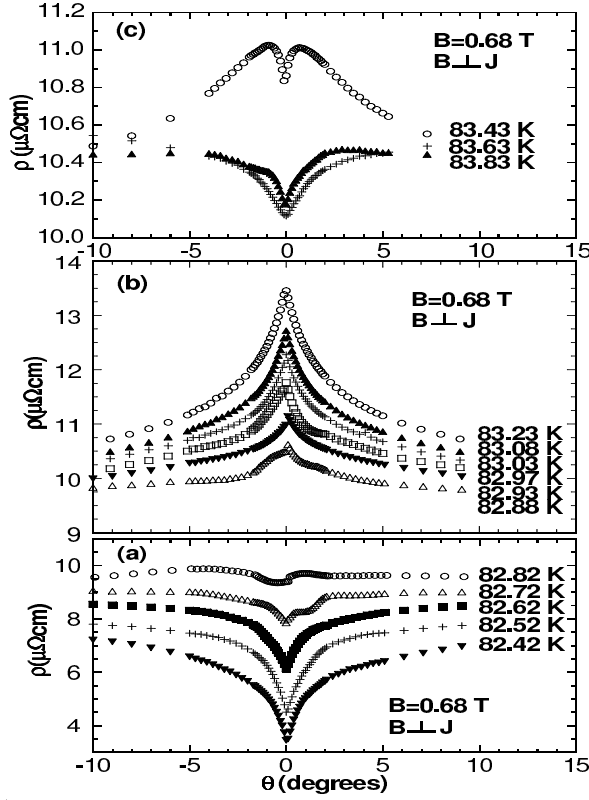 (c)
B=0.68 T
B⊥J
ρ (μΩcm)
11.2
11.0
10.8
10.6
10.4
10.2
10.0
83.43 K
83.63 K
83.83 K
-10 -5 0 5 10 15
(b)
B=0.68 T
B⊥J
ρ(μΩcm)
14
13
12
11
10
9
83.23 K
83.08 K
83.03 K
82.97 K
82.93 K
82.88 K
(a)
ρ(μΩcm)
10
8
6
4
82.82 K
82.72 K
82.62 K
82.52 K
82.42 K
B=0.68 T
B⊥J
-10 -5 0 5 10 15
θ (degrees)